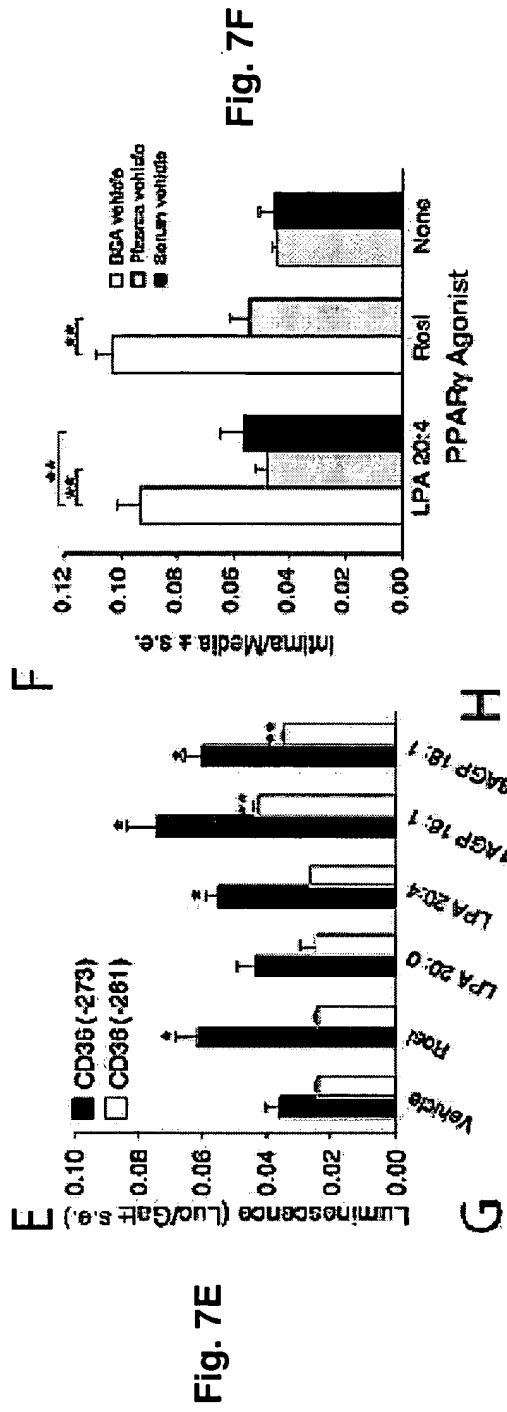 Fig. 7E
E
Luminescence (Luc/Gal ± s.e.)
0.10
0.08
0.06
0.04
0.02
0.00
CD36 (-273)
CD36 (-261)
*
*
*
**
*
**
Vehicle
Rosi
LPA 20:0
LPA 20:4
AGP 18:1
AGP 18:1
G
H
F
Intima/Media ± s.e.
0.12
0.10
0.08
0.06
0.04
0.02
0.00
**
**
**
vehicle
Plasma vehicle
Serum vehicle
LPA 20:4
Rosi
None
PPARγ Agonist
Fig. 7F